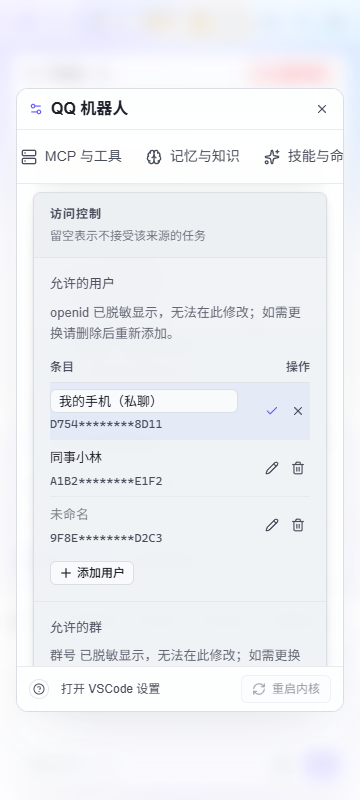 QQ 机器人
MCP 与工具 记忆与知识 技能与命
访问控制
留空表示不接受该来源的任务
允许的用户
openid 已脱敏显示，无法在此修改；如需更
换请删除后重新添加。
条目 操作
我的手机（私聊）
D754********8D11
同事小林
A1B2********E1F2
未命名
9F8E********D2C3
添加用户
允许的群
群号 已脱敏显示，无法在此修改；如需更换
打开 VSCode 设置 重启内核